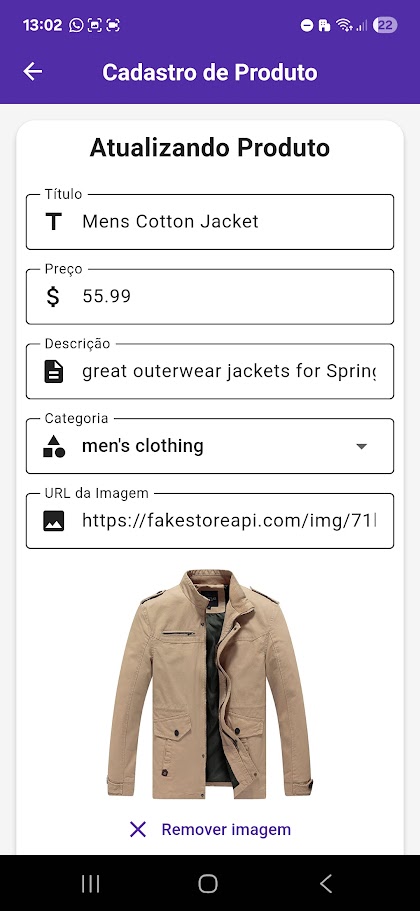 13:02
22
Cadastro de Produto
Atualizando Produto
Título
Mens Cotton Jacket
Preço
$ 55.99
Descrição
great outerwear jackets for Spring
Categoria
men's clothing
URL da Imagem
https://fakestoreapi.com/img/71
Remover imagem